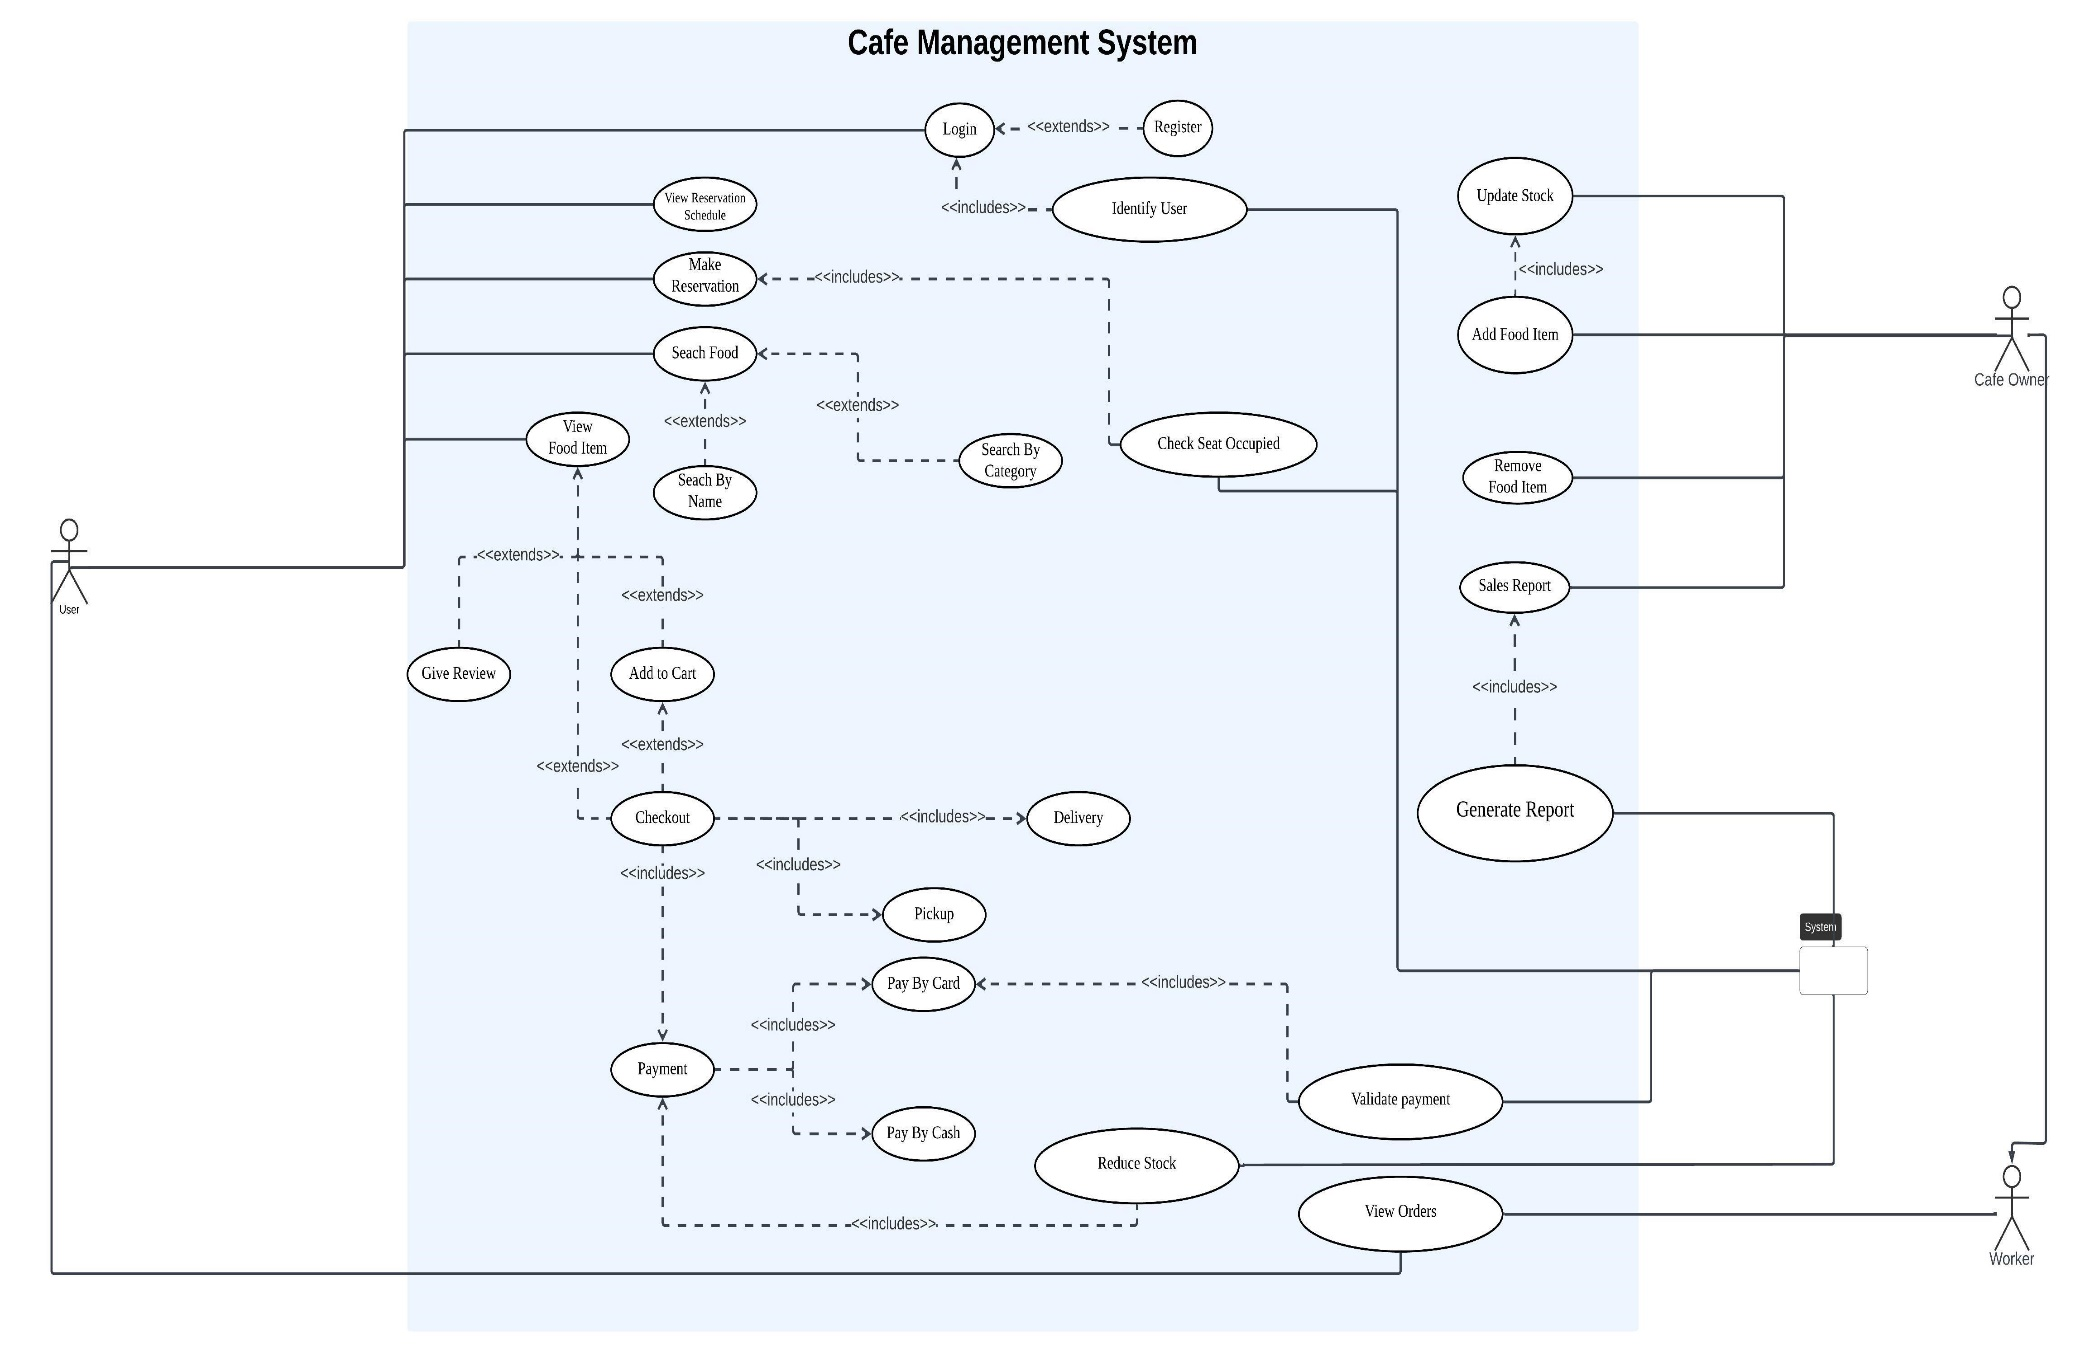 Cafe Management System
Login
<<extends>>
Register
View Reservation
Schedule
<<includes>>
Identify User
Update Stock
Make
Reservation
<<includes>>
<<includes>>
Seach Food
Add Food Item
Cafe Owner
<<extends>>
<<extends>>
View
Food Item
Search By
Category
Check Seat Occupied
Seach By
Name
Remove
Food Item
User
<<extends>>
<<extends>>
Sales Report
Give Review
Add to Cart
<<includes>>
<<extends>>
<<extends>>
Checkout
<<includes>>
Delivery
Generate Report
<<includes>>
<<includes>>
Pickup
System
Pay By Card
<<includes>>
<<includes>>
Payment
<<includes>>
Validate payment
Pay By Cash
Reduce Stock
<<includes>>
View Orders
Worker